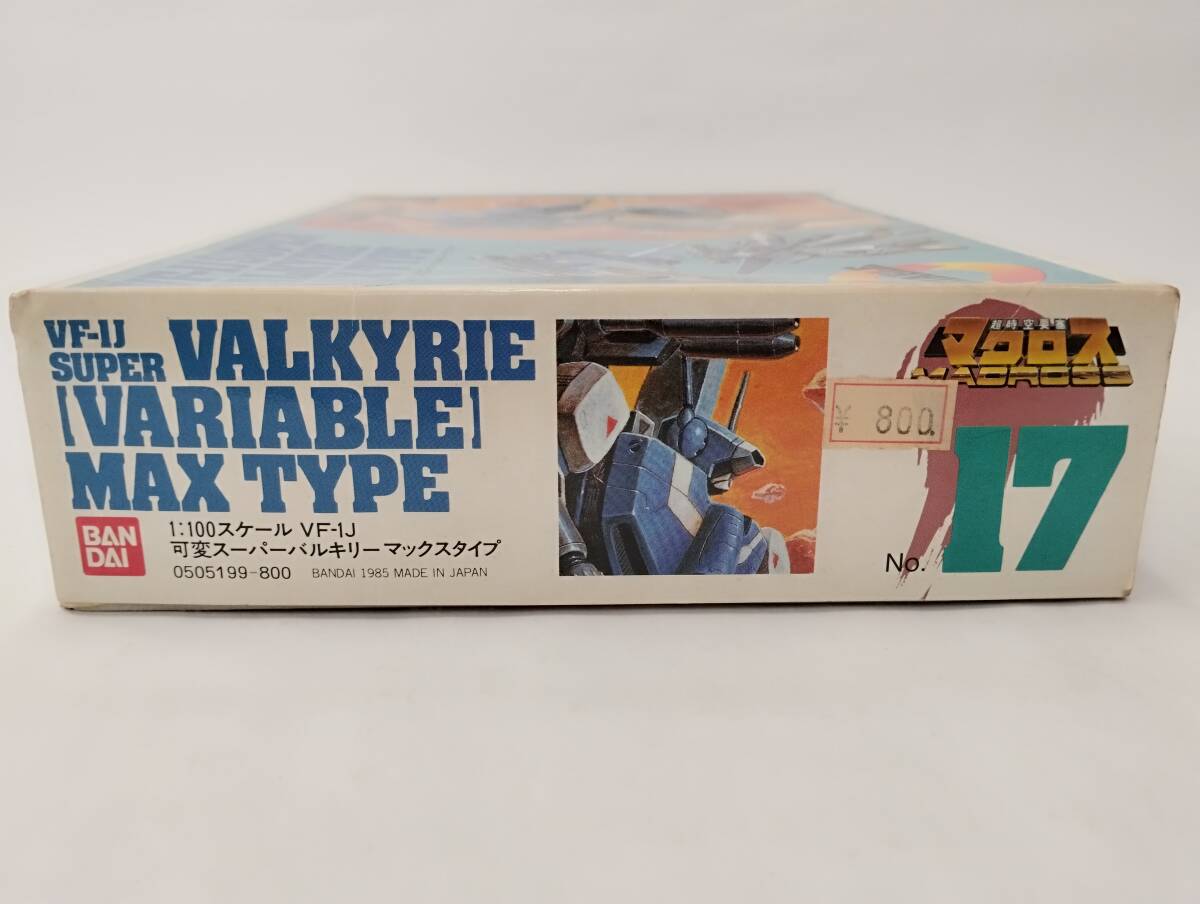 VF-1J
SUPER VALKYRIE
[VARIABLE]
MAX TYPE
BAN
DAI
1:100スケール VF-1J
可変スーパーバルキリー マックスタイプ
0505199-800 BANDAI 1985 MADE IN JAPAN
超時空要塞
マクロス
MACROSS
¥ 800
No. 17